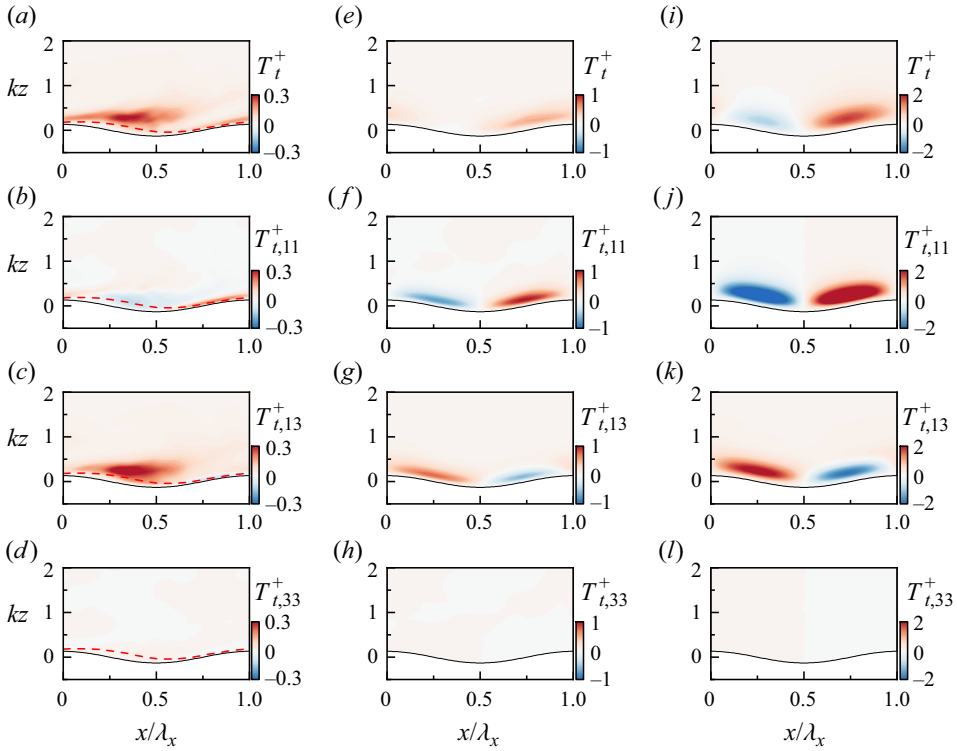 (a) (e) (i)
2 2 2
T_t^+ T_t^+ T_t^+
kz 1 0.3 1 1 1 2
0 0 0 0 0 0
–0.3 –1 –2
0 0.5 1.0 0 0.5 1.0 0 0.5 1.0
(b) (f) (j)
2 2 2
T_{t,11}^+ T_{t,11}^+ T_{t,11}^+
kz 1 0.3 1 1 1 2
0 0 0 0 0 0
–0.3 –1 –2
0 0.5 1.0 0 0.5 1.0 0 0.5 1.0
(c) (g) (k)
2 2 2
T_{t,13}^+ T_{t,13}^+ T_{t,13}^+
kz 1 0.3 1 1 1 2
0 0 0 0 0 0
–0.3 –1 –2
0 0.5 1.0 0 0.5 1.0 0 0.5 1.0
(d) (h) (l)
2 2 2
T_{t,33}^+ T_{t,33}^+ T_{t,33}^+
kz 1 0.3 1 1 1 2
0 0 0 0 0 0
–0.3 –1 –2
0 0.5 1.0 0 0.5 1.0 0 0.5 1.0
x/λ_x x/λ_x x/λ_x